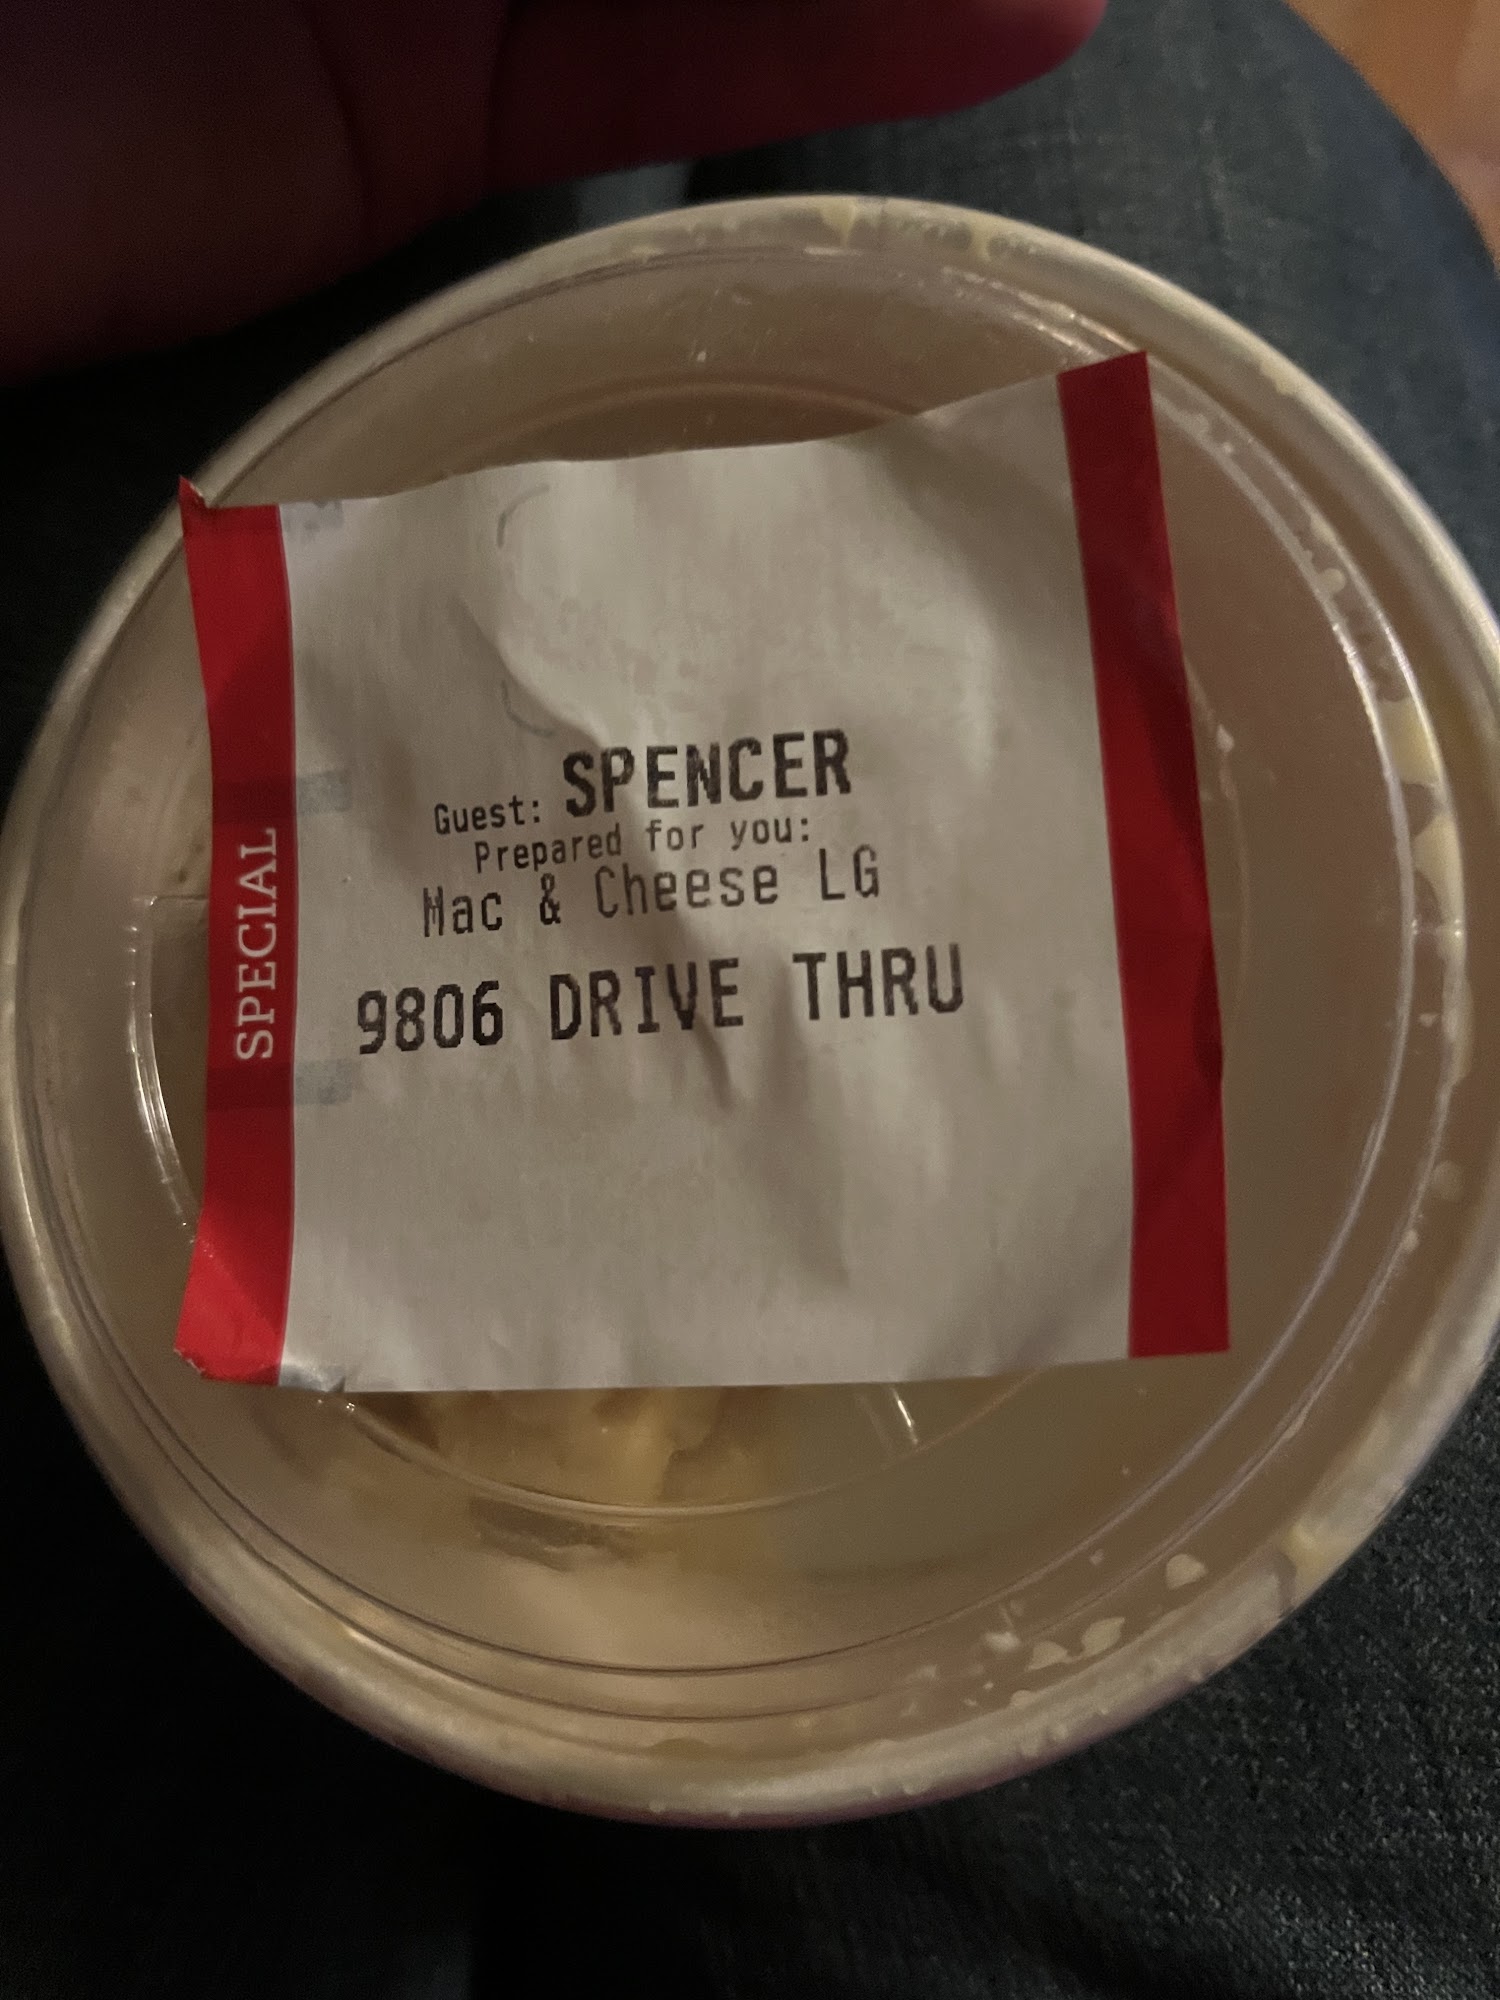 SPECIAL
Guest: SPENCER
Prepared for you:
Mac & Cheese LG
9806 DRIVE THRU